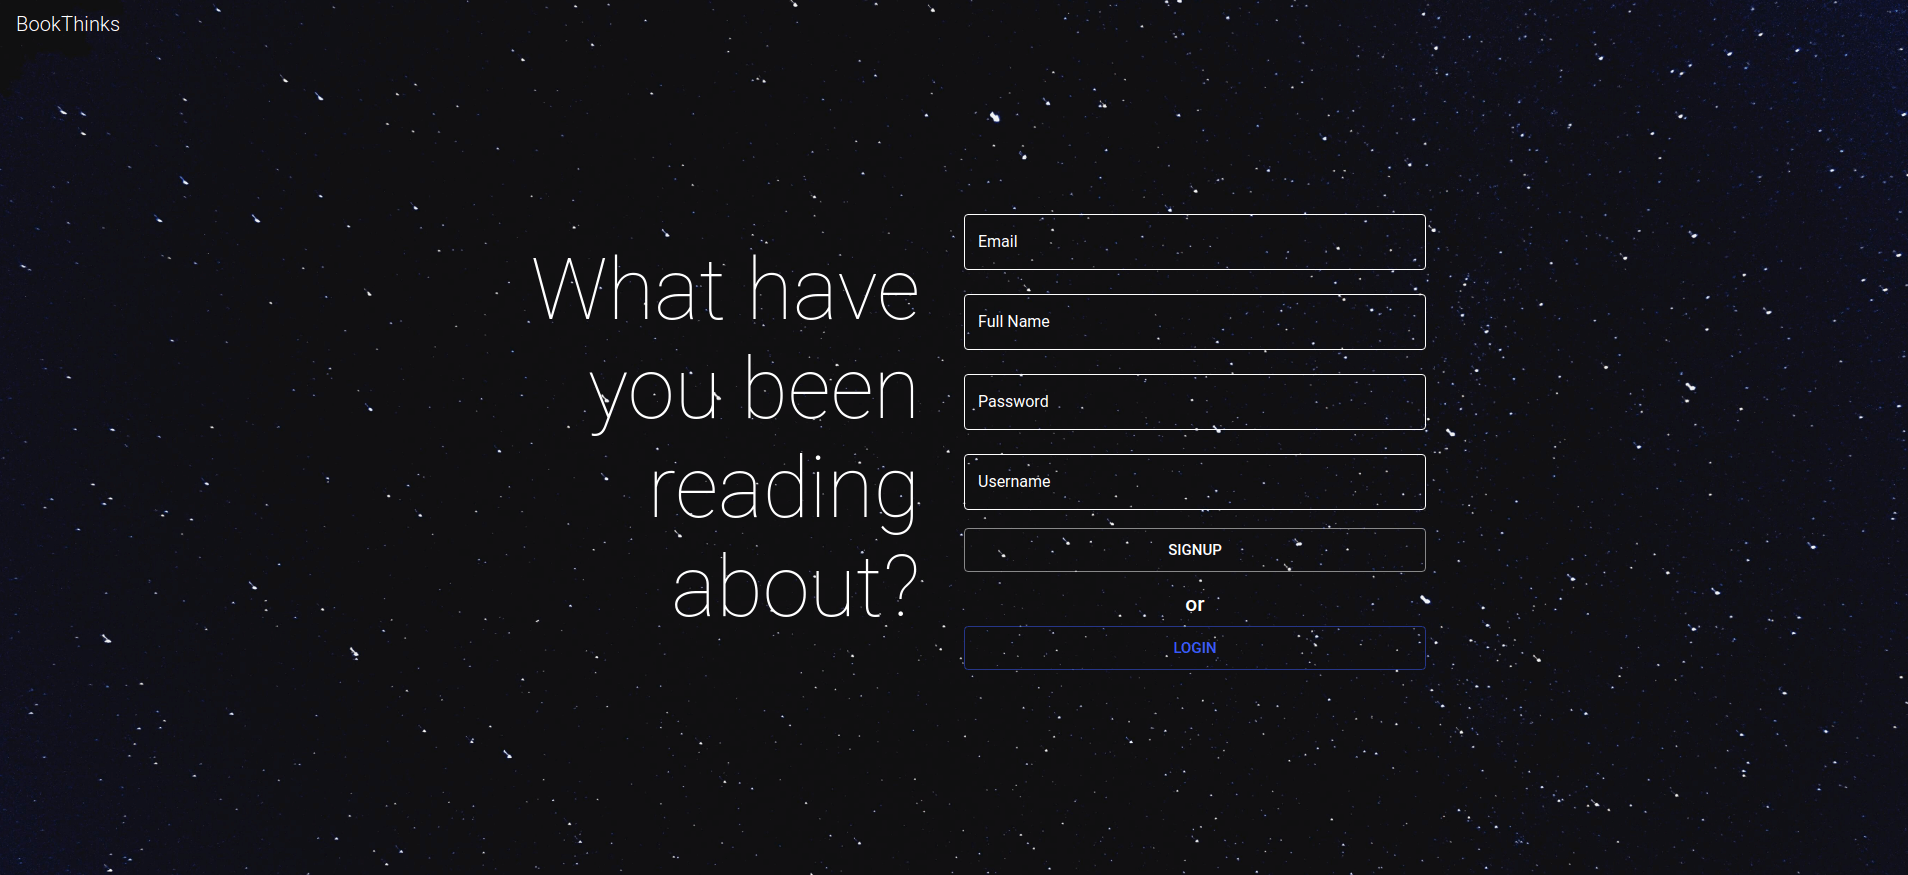 BookThinks
What have
you been
reading
about?
Email
Full Name
Password
Username
SIGNUP
or
LOGIN